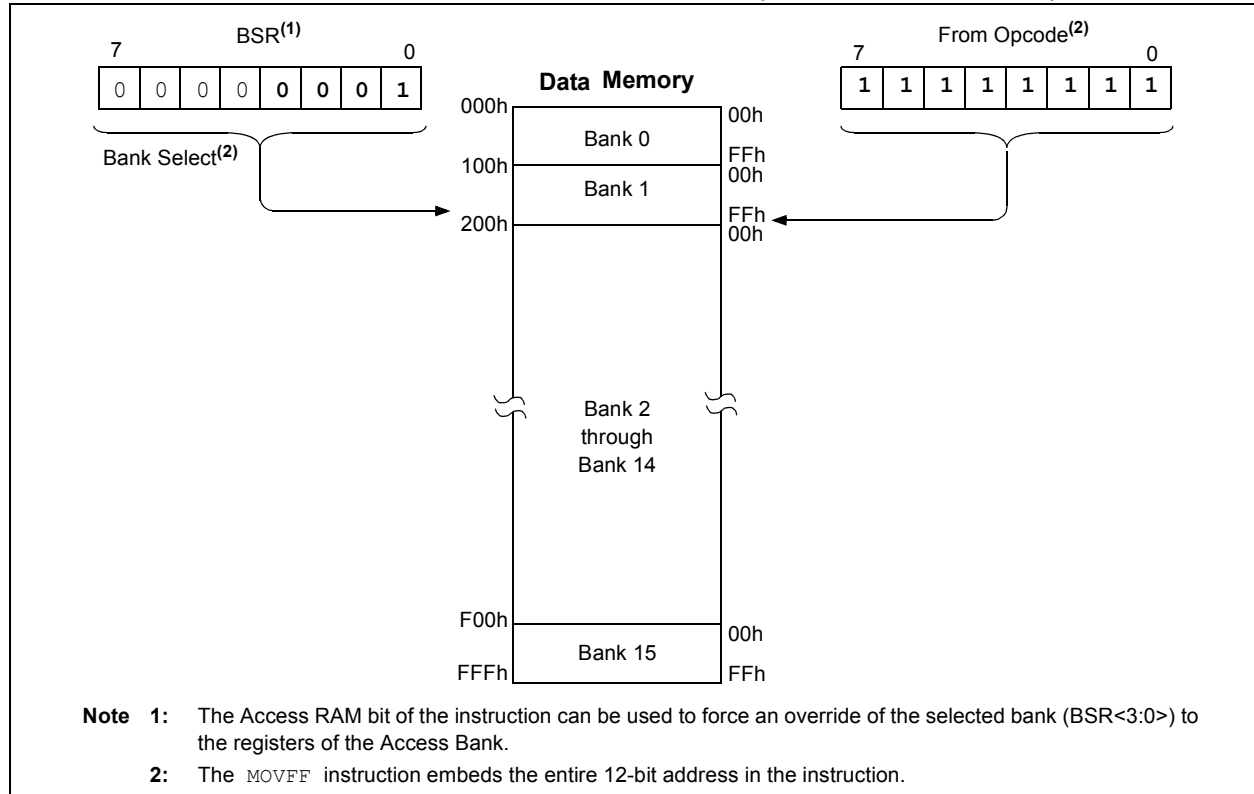 BSR(1)
7 0
0 0 0 0 0 0 0 1
Bank Select(2)
From Opcode(2)
7 0
1 1 1 1 1 1 1 1
Data Memory
000h
00h
Bank 0
FFh
100h
00h
Bank 1
FFh
200h
00h
Bank 2
through
Bank 14
F00h
00h
Bank 15
FFFh
FFh
Note 1: The Access RAM bit of the instruction can be used to force an override of the selected bank (BSR<3:0>) to
the registers of the Access Bank.
2: The MOVFF instruction embeds the entire 12-bit address in the instruction.